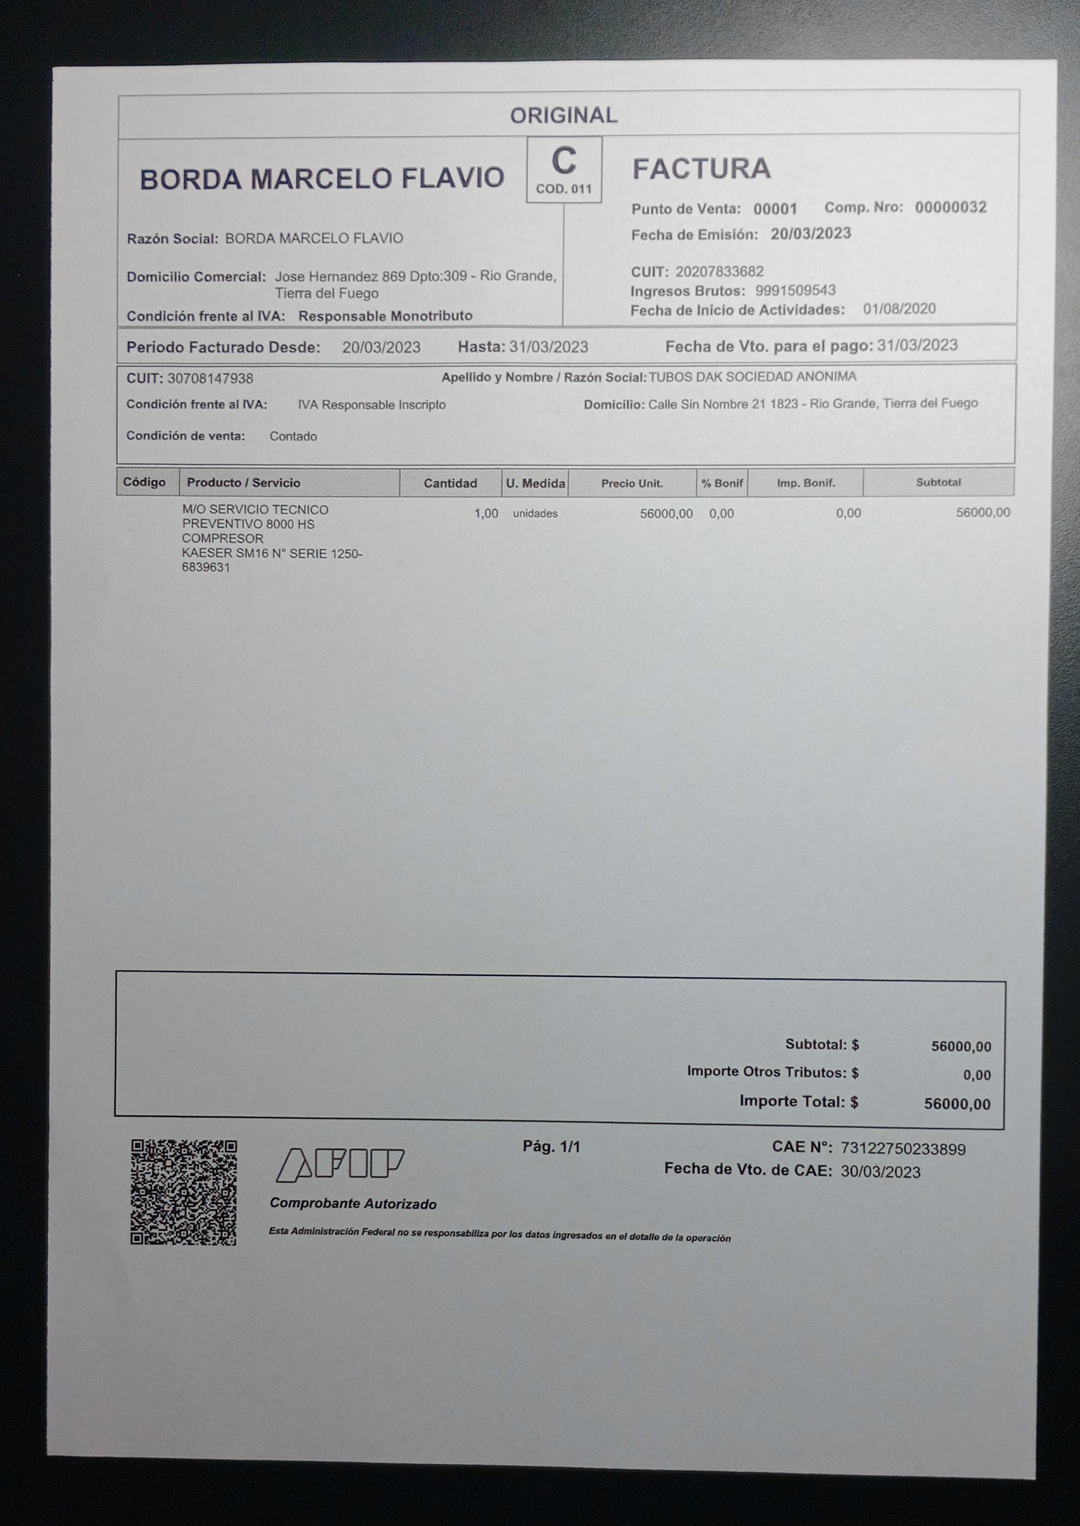 ORIGINAL
BORDA MARCELO FLAVIO
C
COD. 011
FACTURA
Punto de Venta: 00001 Comp. Nro: 00000032
Fecha de Emisión: 20/03/2023
Razón Social: BORDA MARCELO FLAVIO
Domicilio Comercial: Jose Hernandez 869 Dpto:309 - Rio Grande,
Tierra del Fuego
Condición frente al IVA: Responsable Monotributo
CUIT: 20207833682
Ingresos Brutos: 9991509543
Fecha de Inicio de Actividades: 01/08/2020
Período Facturado Desde: 20/03/2023 Hasta: 31/03/2023 Fecha de Vto. para el pago: 31/03/2023
CUIT: 30708147938 Apellido y Nombre / Razón Social: TUBOS DAK SOCIEDAD ANONIMA
Condición frente al IVA: IVA Responsable Inscripto Domicilio: Calle Sin Nombre 21 1823 - Rio Grande, Tierra del Fuego
Condición de venta: Contado
Código Producto / Servicio Cantidad U. Medida Precio Unit. % Bonif Imp. Bonif. Subtotal
M/O SERVICIO TECNICO 1,00 unidades 56000,00 0,00 0,00 56000,00
PREVENTIVO 8000 HS
COMPRESOR
KAESER SM16 N° SERIE 1250-
6839631
Subtotal: $ 56000,00
Importe Otros Tributos: $ 0,00
Importe Total: $ 56000,00
AFIP
Comprobante Autorizado
Esta Administración Federal no se responsabiliza por los datos ingresados en el detalle de la operación
Pág. 1/1
CAE N°: 73122750233899
Fecha de Vto. de CAE: 30/03/2023